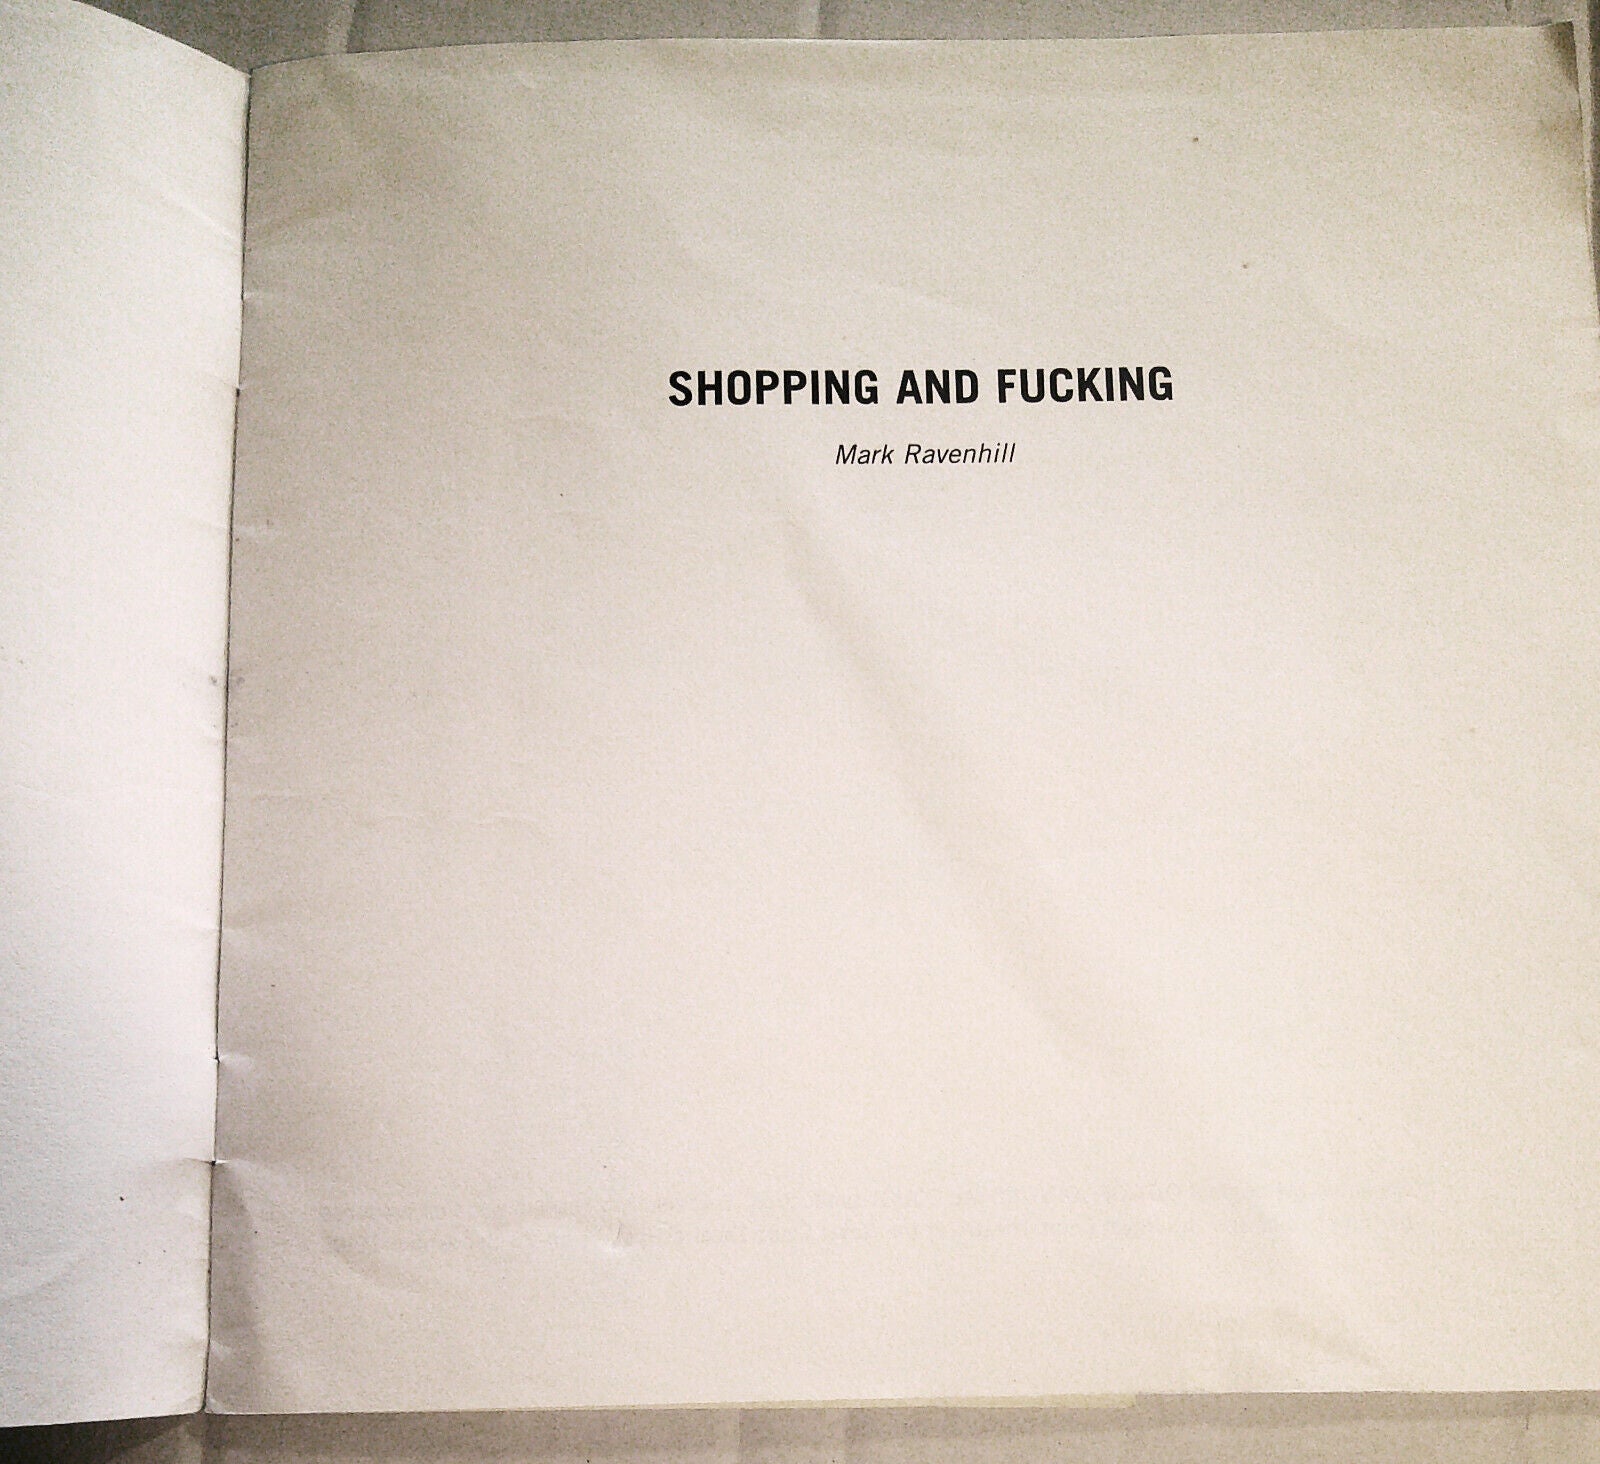 SHOPPING AND FUCKING
Mark Ravenhill